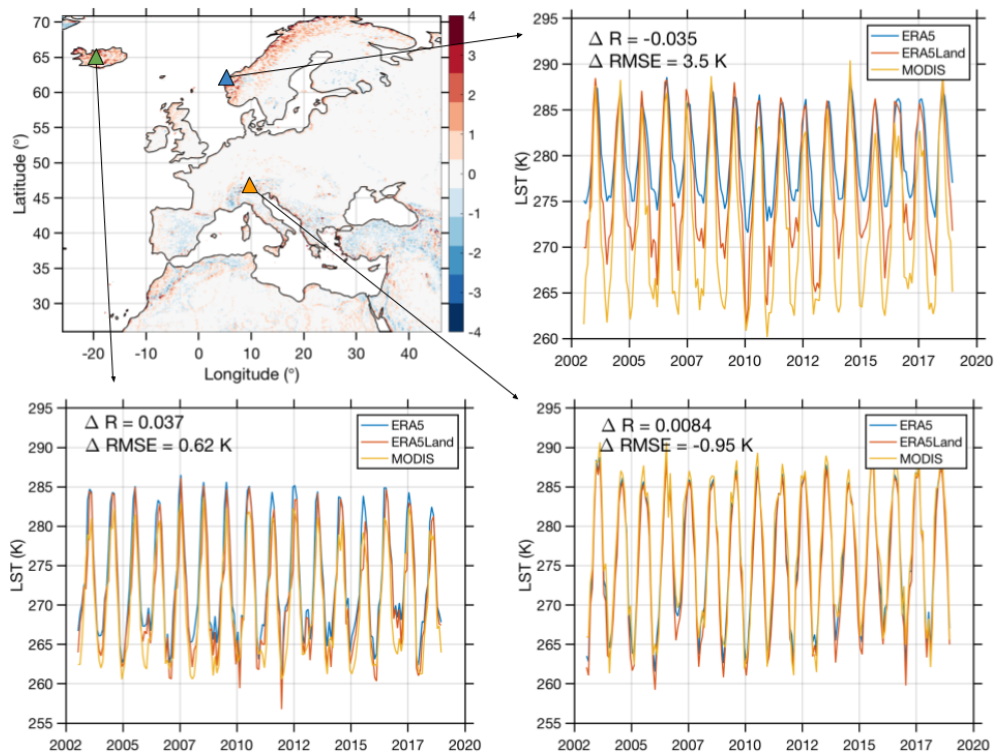 70
65
60
55
50
45
40
35
30
Latitude (°)
-20 -10 0 10 20 30 40
Longitude (°)
4
3
2
1
0
-1
-2
-3
-4
Δ R = -0.035
Δ RMSE = 3.5 K
ERA5
ERA5Land
MODIS
295
290
285
280
275
270
265
260
LST (K)
2002 2005 2007 2010 2012 2015 2017 2020
Δ R = 0.037
Δ RMSE = 0.62 K
ERA5
ERA5Land
MODIS
295
290
285
280
275
270
265
260
255
LST (K)
2002 2005 2007 2010 2012 2015 2017 2020
Δ R = 0.0084
Δ RMSE = -0.95 K
ERA5
ERA5Land
MODIS
295
290
285
280
275
270
265
260
255
LST (K)
2002 2005 2007 2010 2012 2015 2017 2020